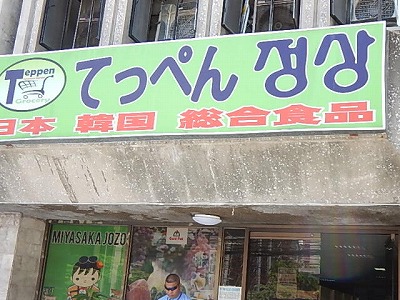 Teppen
Grocery
てっぺん 정상
日本 韓国 総合食品
MIYASAKA JOZO